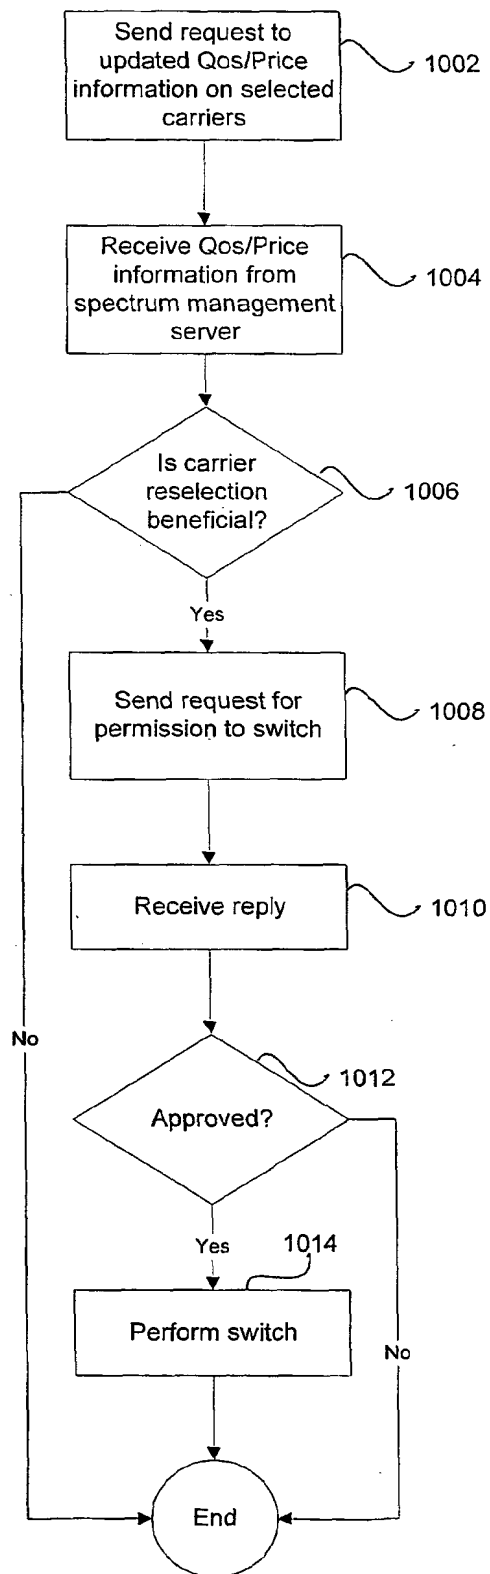 Send request to
updated Qos/Price
information on selected
carriers
1002
Receive Qos/Price
information from
spectrum management
server
1004
Is carrier
reselection
beneficial?
1006
Yes
Send request for
permission to switch
1008
Receive reply
1010
No
1012
Approved?
Yes
1014
Perform switch
No
End